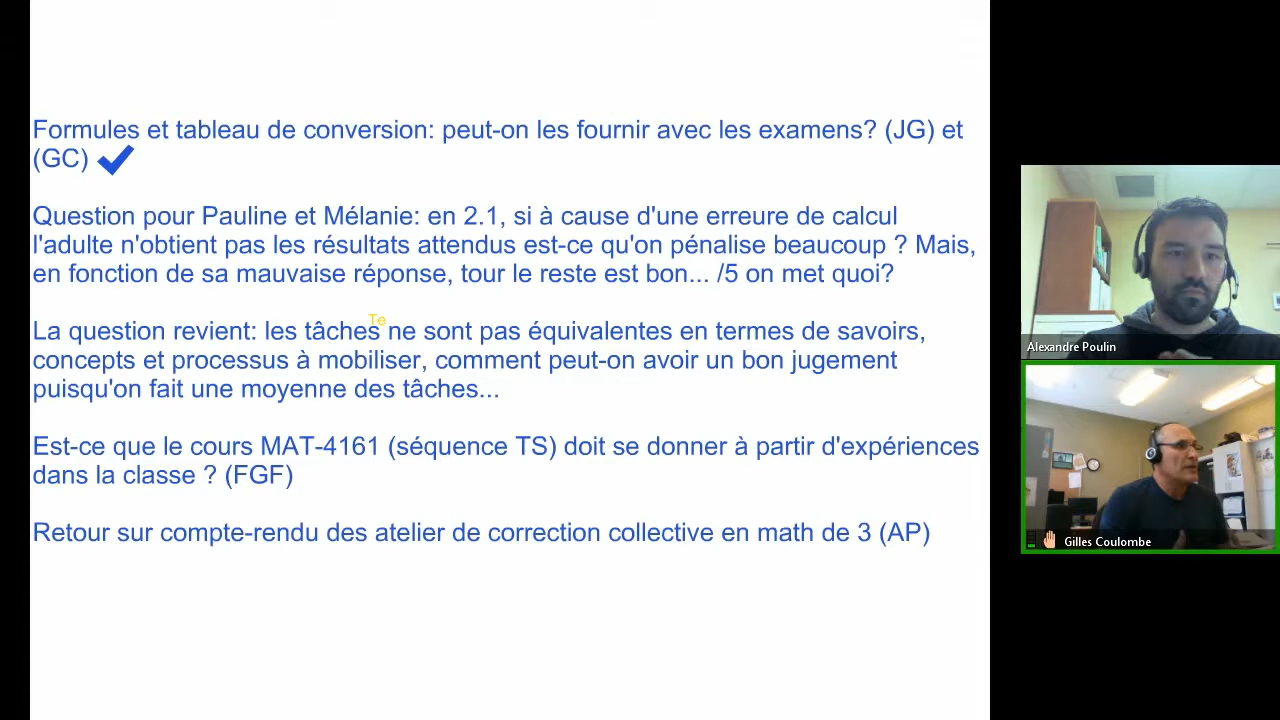 Formules et tableau de conversion: peut-on les fournir avec les examens? (JG) et
(GC)
Question pour Pauline et Mélanie: en 2.1, si à cause d'une erreure de calcul
l'adulte n'obtient pas les résultats attendus est-ce qu'on pénalise beaucoup ? Mais,
en fonction de sa mauvaise réponse, tour le reste est bon... /5 on met quoi?
Te
La question revient: les tâches ne sont pas équivalentes en termes de savoirs,
concepts et processus à mobiliser, comment peut-on avoir un bon jugement
puisqu'on fait une moyenne des tâches...
Est-ce que le cours MAT-4161 (séquence TS) doit se donner à partir d'expériences
dans la classe ? (FGF)
Retour sur compte-rendu des atelier de correction collective en math de 3 (AP)
Alexandre Poulin
Gilles Coulombe